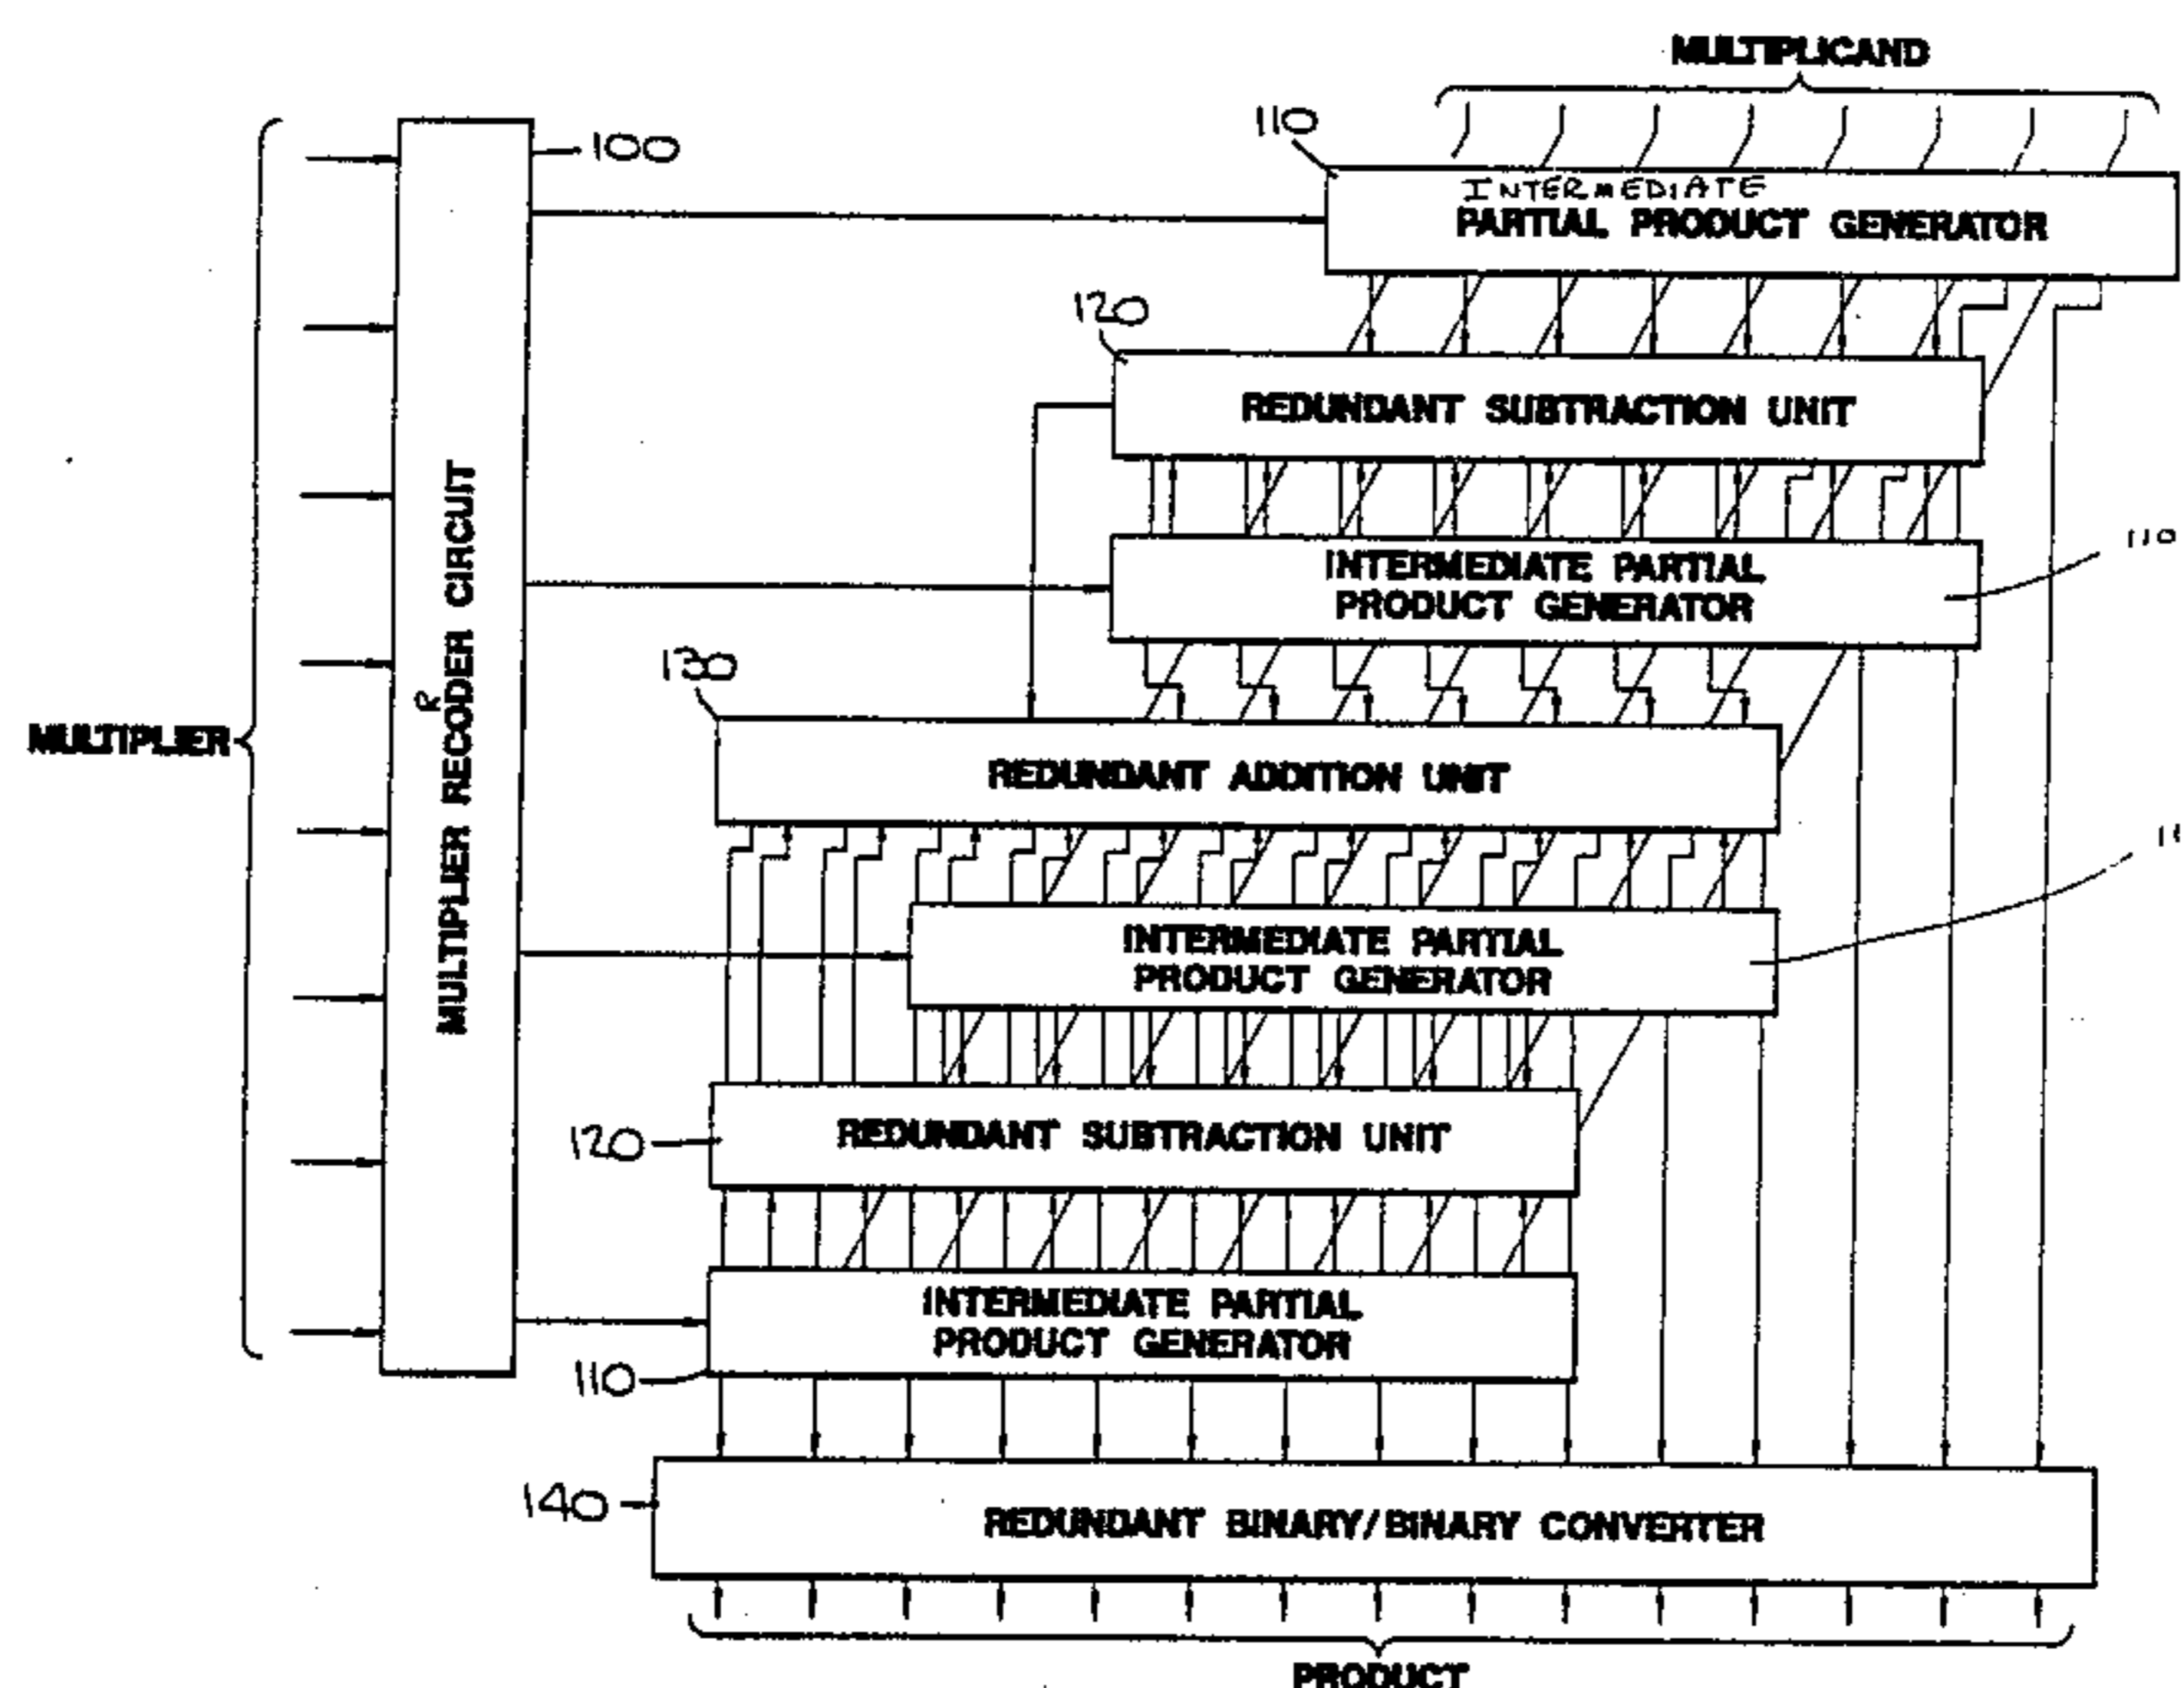 MULTIPLICAND
110
100
INTERMEDIATE
PARTIAL PRODUCT GENERATOR
120
REDUNDANT SUBTRACTION UNIT
110
INTERMEDIATE PARTIAL
PRODUCT GENERATOR
130
MULTIPLIER
R
MULTIPLIER RECODER CIRCUIT
REDUNDANT ADDITION UNIT
11
INTERMEDIATE PARTIAL
PRODUCT GENERATOR
120
REDUNDANT SUBTRACTION UNIT
INTERMEDIATE PARTIAL
PRODUCT GENERATOR
110
140
REDUNDANT BINARY/BINARY CONVERTER
PRODUCT